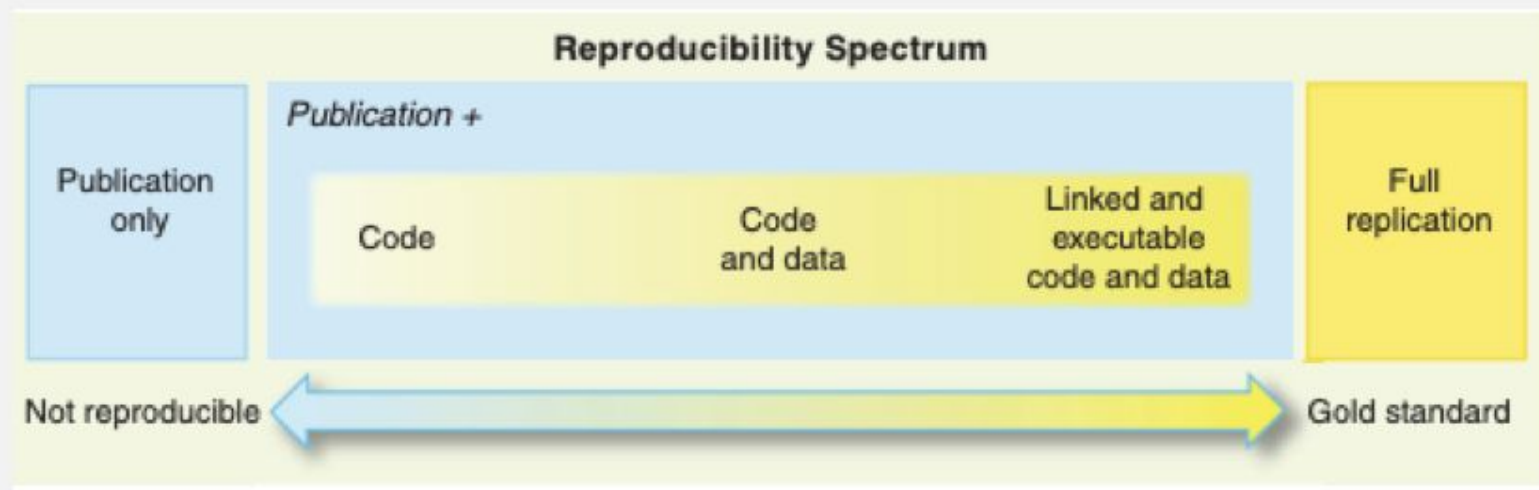 Reproducibility Spectrum
Publication +
Publication
only
Code
Code
and data
Linked and
executable
code and data
Full
replication
Not reproducible
Gold standard